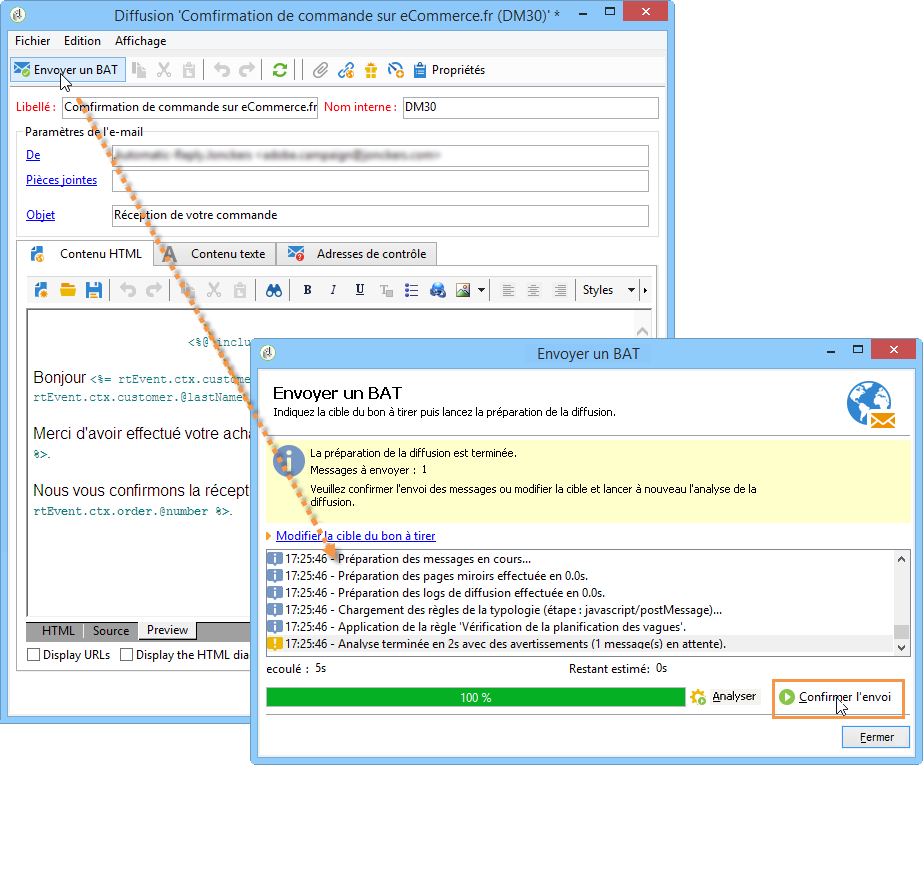 Diffusion 'Comfirmation de commande sur eCommerce.fr (DM30)' *
Fichier Edition Affichage
Envoyer un BAT Propriétés
Libellé : Comfirmation de commande sur eCommerce.fr Nom interne : DM30
Paramètres de l'e-mail
De
Pièces jointes
Objet Réception de votre commande
Contenu HTML Contenu texte Adresses de contrôle
B I U Styles
<%@ inclu
Bonjour <%= rtEvent.ctx.custome
rtEvent.ctx.customer.@lastName
Merci d'avoir effectué votre acha
%>.
Nous vous confirmons la récept
rtEvent.ctx.order.@number %>.
HTML Source Preview
Display URLs Display the HTML dia
Envoyer un BAT
Envoyer un BAT
Indiquez la cible du bon à tirer puis lancez la préparation de la diffusion.
La préparation de la diffusion est terminée.
Messages à envoyer : 1
Veuillez confirmer l'envoi des messages ou modifier la cible et lancer à nouveau l'analyse de la
diffusion.
Modifier la cible du bon à tirer
17:25:46 - Préparation des messages en cours...
17:25:46 - Préparation des pages miroirs effectuée en 0.0s.
17:25:46 - Préparation des logs de diffusion effectuée en 0.0s.
17:25:46 - Chargement des règles de la typologie (étape : javascript/postMessage)...
17:25:46 - Application de la règle 'Vérification de la planification des vagues'.
17:25:46 - Analyse terminée en 2s avec des avertissements (1 message(s) en attente).
ecoulé : 5s Restant estimé: 0s
100 % Analyser Confirmer l'envoi
Fermer